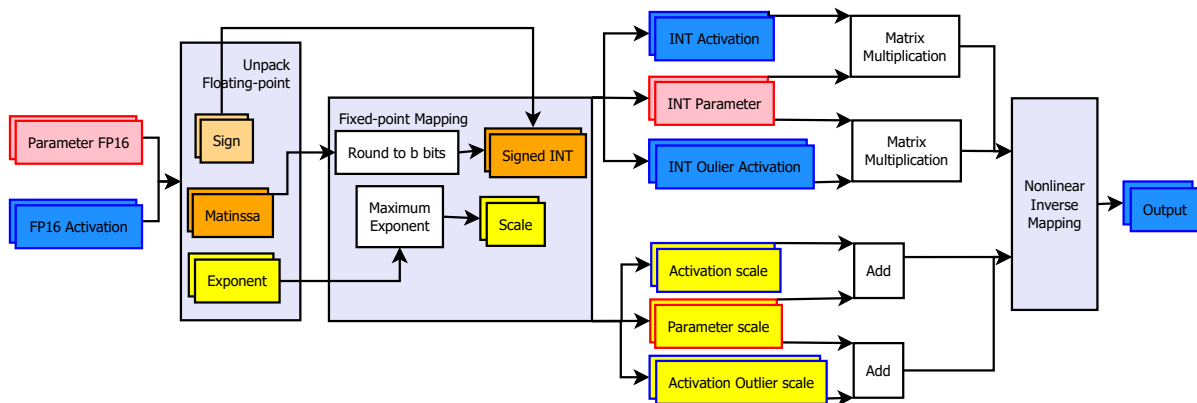 Unpack
Floating-point
Parameter FP16
FP16 Activation
Sign
Matinssa
Exponent
Fixed-point Mapping
Round to b bits
Signed INT
Maximum
Exponent
Scale
INT Activation
INT Parameter
INT Oulier Activation
Matrix
Multiplication
Matrix
Multiplication
Activation scale
Parameter scale
Activation Outlier scale
Add
Add
Nonlinear
Inverse
Mapping
Output